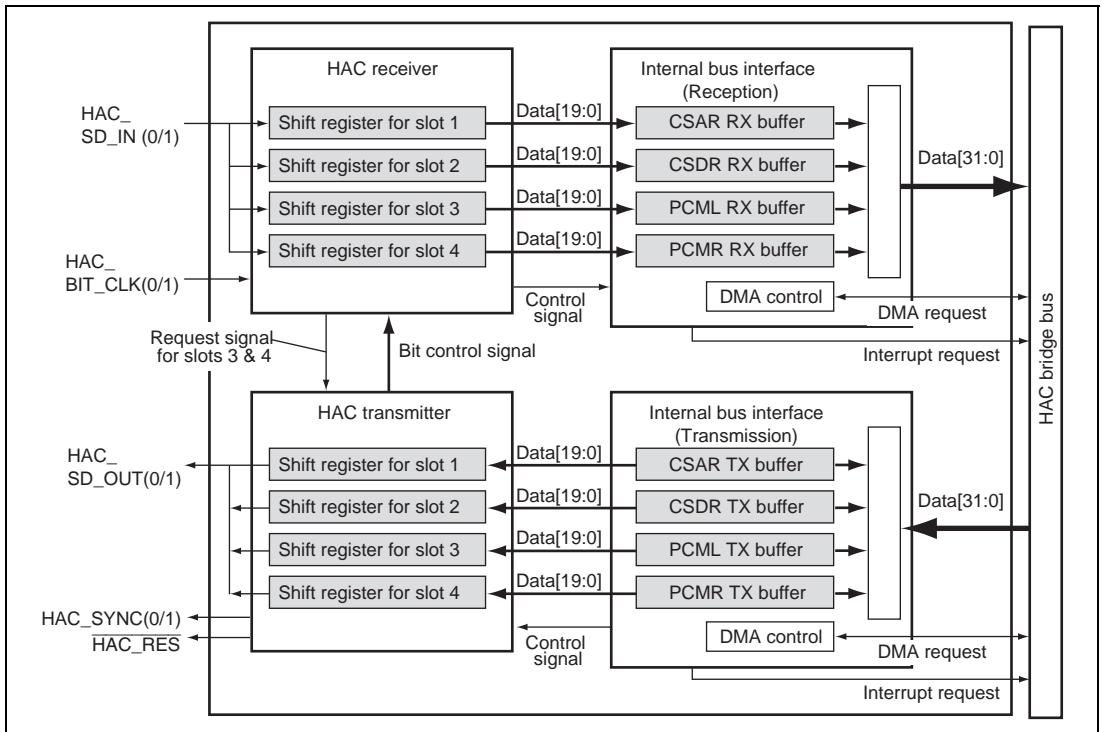 HAC receiver
Internal bus interface
(Reception)
HAC_
SD_IN (0/1)
Shift register for slot 1
Data[19:0]
CSAR RX buffer
Shift register for slot 2
Data[19:0]
CSDR RX buffer
Data[31:0]
Shift register for slot 3
Data[19:0]
PCML RX buffer
Shift register for slot 4
Data[19:0]
PCMR RX buffer
HAC_
BIT_CLK(0/1)
Control
signal
DMA control
DMA request
Request signal
for slots 3 & 4
Bit control signal
Interrupt request
HAC bridge bus
HAC transmitter
Internal bus interface
(Transmission)
HAC_
SD_OUT(0/1)
Shift register for slot 1
Data[19:0]
CSAR TX buffer
Shift register for slot 2
Data[19:0]
CSDR TX buffer
Data[31:0]
Shift register for slot 3
Data[19:0]
PCML TX buffer
Shift register for slot 4
Data[19:0]
PCMR TX buffer
HAC_SYNC(0/1)
HAC_RES
Control
signal
DMA control
DMA request
Interrupt request